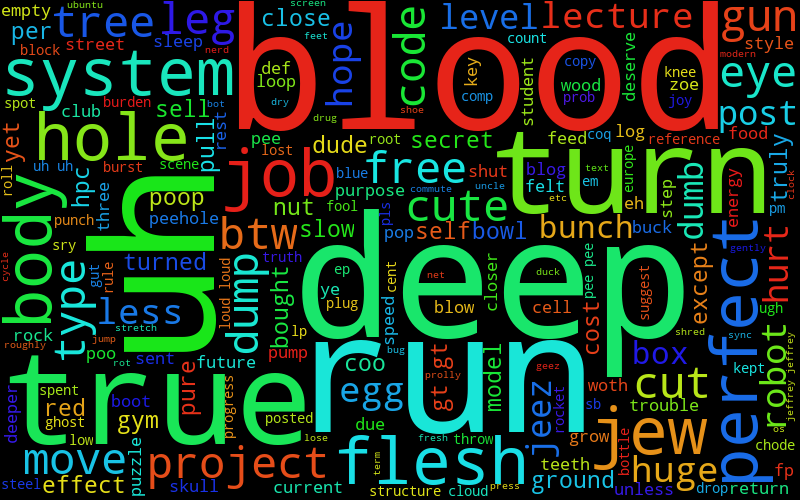 empty
ubuntu
tree
leg
blood
screen
close
feet
level
lecture
gun
per
street
sleep
nerd
hope
code
count
style
block
system
def
loop
key
copy
knee
zoe
eye
spot
club
burden
sell
bot
dry
drug
shoe
comp
student
wood
prob
deserve
joy
modern
post
hole
pull
rest
pee
dude
root
secret
feed
coq
log
reference
food
yet
uh uh
burst
scene
lost
job
blue
free
shut
blog
text
europe
truly
roll
hpc
three
poop
purpose
commute
uncle
felt
em
etc
step
dumb
energy
clock
pm
body
punch
peehole
nut
fool
pls
cute
turn
eh
uh
btw
slow
pop
self
bowl
bunch
buck
sry
gut
rule
turned
truth
deep
duck
pee pee
except
hurt
cycle
type
dump
loud loud
bought
ep
ye
cent
net
closer
suggest
gently
perfect
less
plug
speed
blow
cell
cost
ugh
rock
stretch
lp
run
shred
sync
robot
jeffrey jeffrey
roughly
jump
poo
rot
sent
future
pump
coo
bug
model
geez
box
kept
true
pure
progress
egg
gt gt
prolly
jeez
rocket
woth
cut
os
deeper
spent
red
boot
gym
posted
sb
trouble
ghost
low
puzzle
due
lose
fresh
throw
grow
jew
chode
move
project
flesh
term
teeth
bottle
huge
fp
steel
effect
skull
current
structure
cloud
press
ground
unless
drop
return